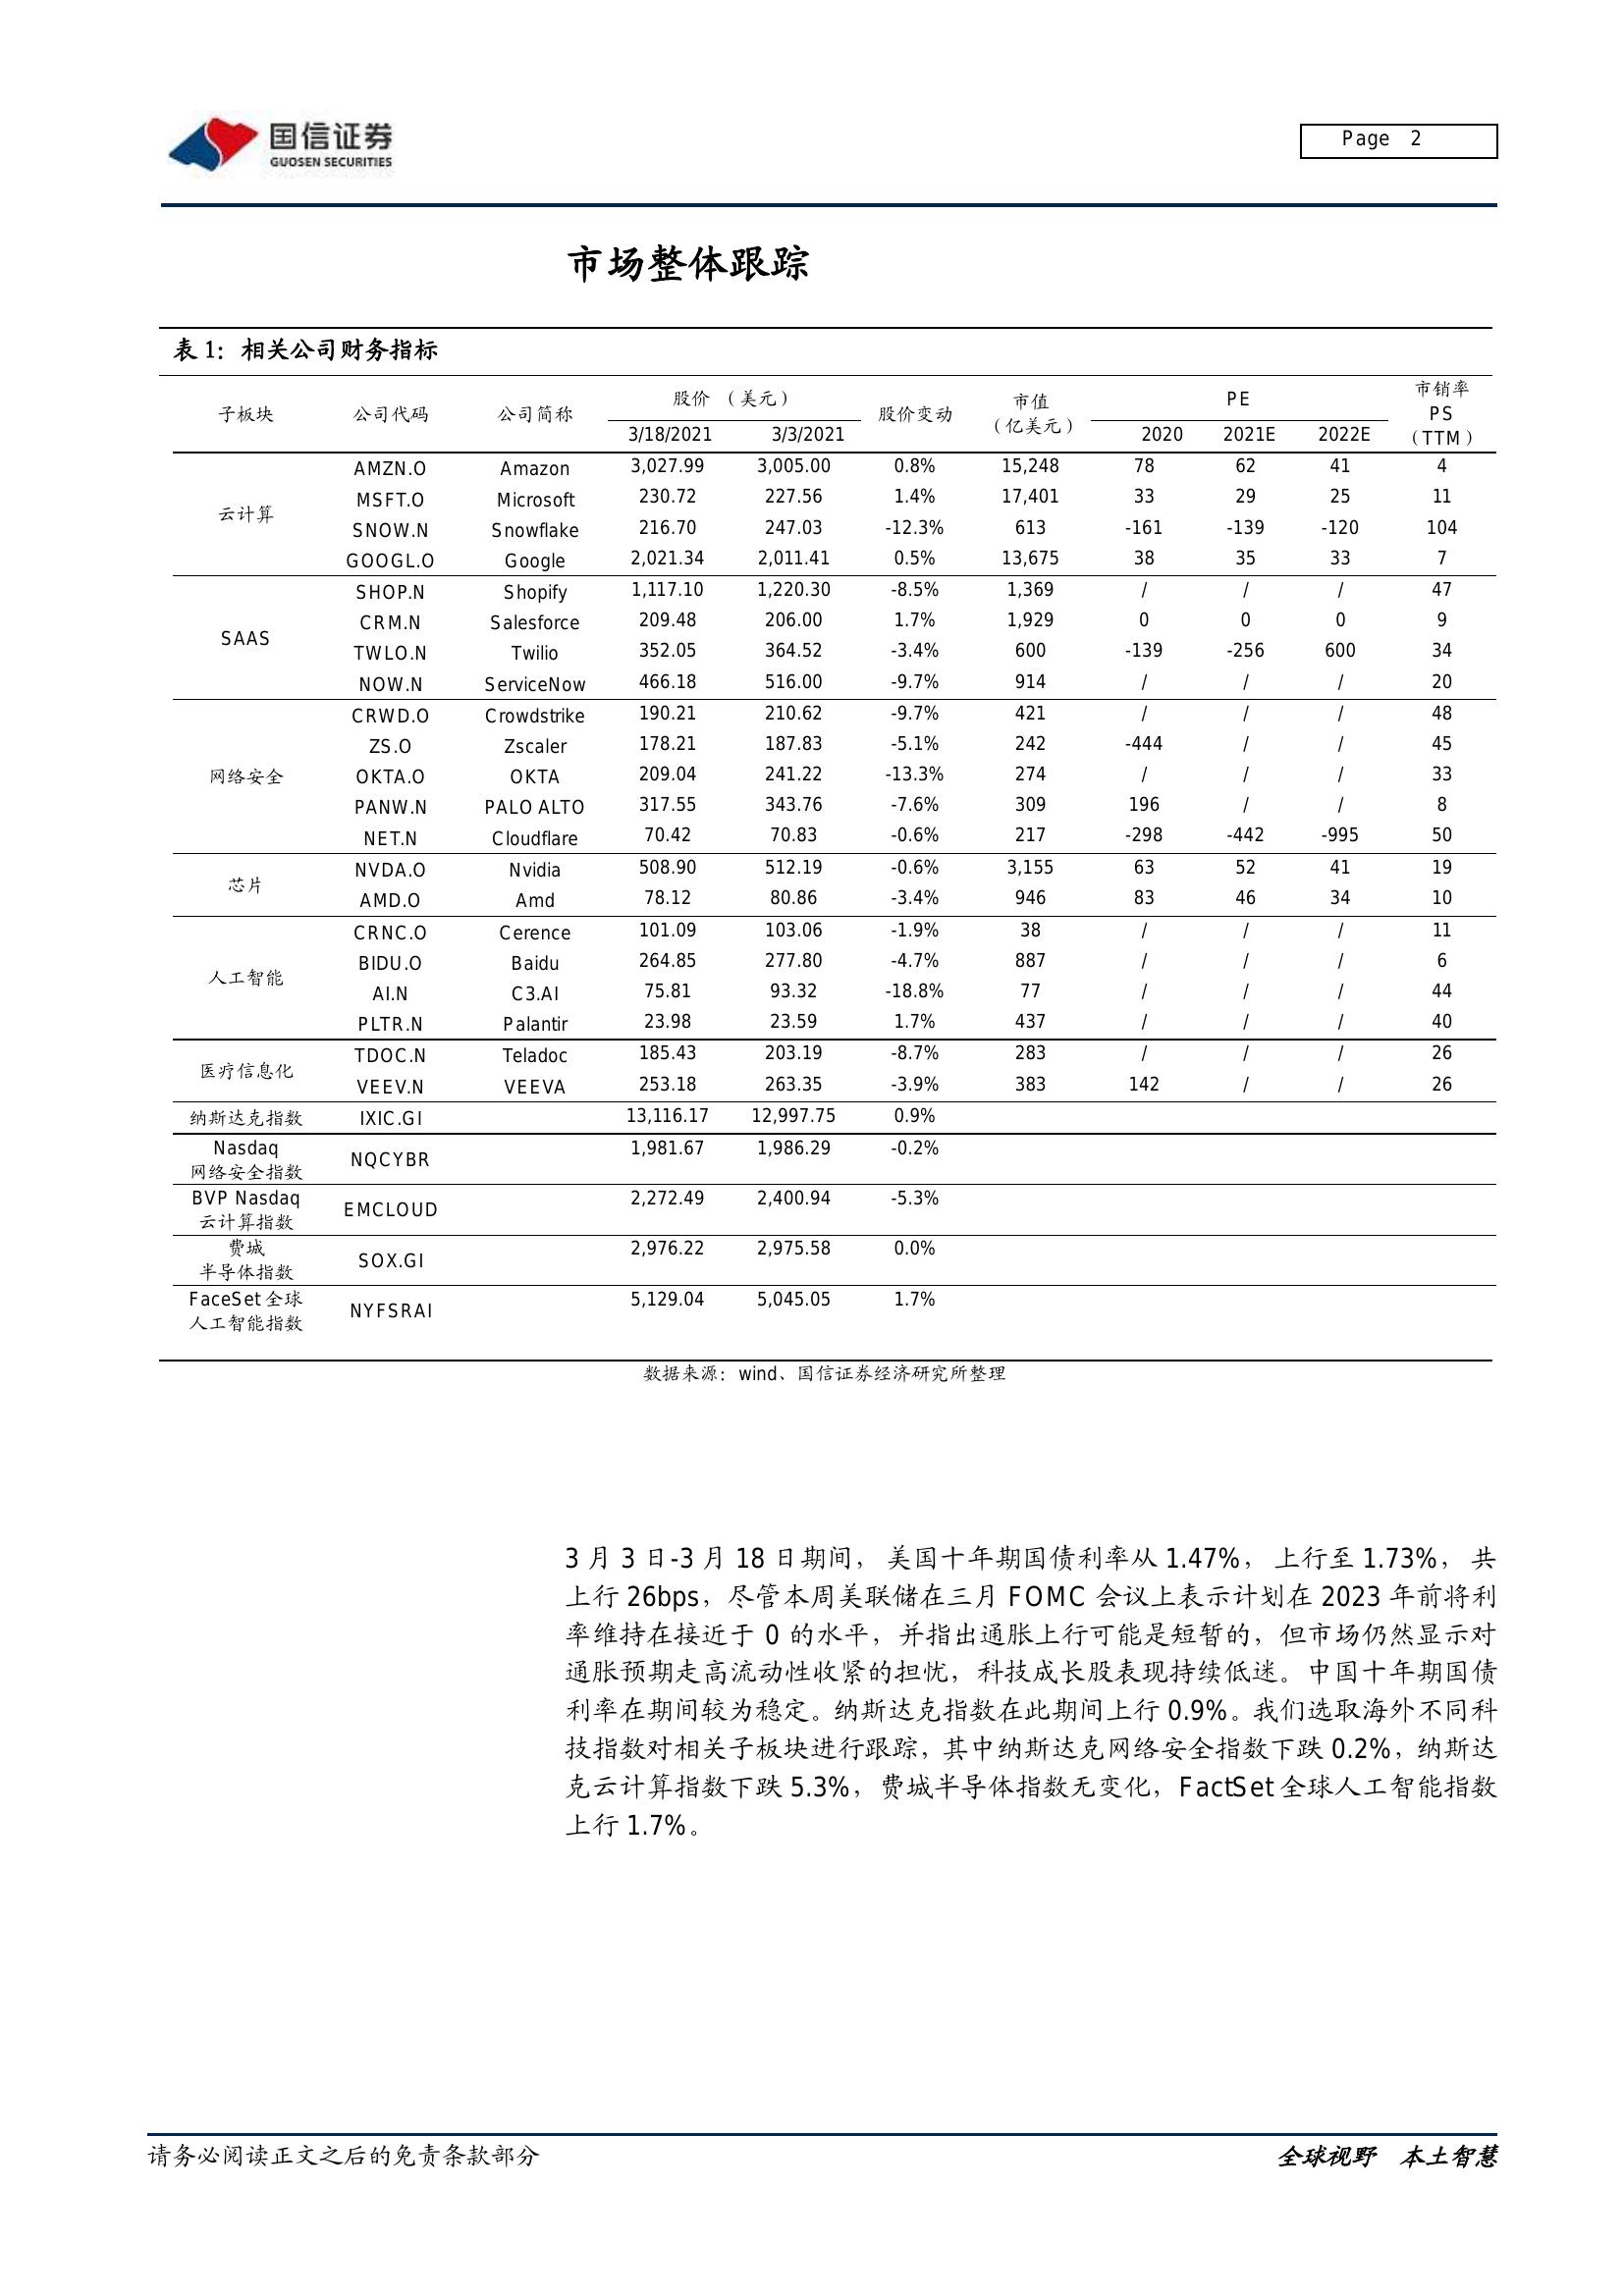 国信证券
GUOSEN SECURITIES
Page 2
市场整体跟踪
表 1：相关公司财务指标
子板块 公司代码 公司简称 股价 （美元） 股价变动 市值（亿美元） PE 市销率 PS （TTM）
3/18/2021 3/3/2021 2020 2021E 2022E
云计算 AMZN.O Amazon 3,027.99 3,005.00 0.8% 15,248 78 62 41 4
MSFT.O Microsoft 230.72 227.56 1.4% 17,401 33 29 25 11
SNOW.N Snowflake 216.70 247.03 -12.3% 613 -161 -139 -120 104
GOOGL.O Google 2,021.34 2,011.41 0.5% 13,675 38 35 33 7
SAAS SHOP.N Shopify 1,117.10 1,220.30 -8.5% 1,369 / / / 47
CRM.N Salesforce 209.48 206.00 1.7% 1,929 0 0 0 9
TWLO.N Twilio 352.05 364.52 -3.4% 600 -139 -256 600 34
NOW.N ServiceNow 466.18 516.00 -9.7% 914 / / / 20
网络安全 CRWD.O Crowdstrike 190.21 210.62 -9.7% 421 / / / 48
ZS.O Zscaler 178.21 187.83 -5.1% 242 -444 / / 45
OKTA.O OKTA 209.04 241.22 -13.3% 274 / / / 33
PANW.N PALO ALTO 317.55 343.76 -7.6% 309 196 / / 8
NET.N Cloudflare 70.42 70.83 -0.6% 217 -298 -442 -995 50
芯片 NVDA.O Nvidia 508.90 512.19 -0.6% 3,155 63 52 41 19
AMD.O Amd 78.12 80.86 -3.4% 946 83 46 34 10
人工智能 CRNC.O Cerence 101.09 103.06 -1.9% 38 / / / 11
BIDU.O Baidu 264.85 277.80 -4.7% 887 / / / 6
AI.N C3.AI 75.81 93.32 -18.8% 77 / / / 44
PLTR.N Palantir 23.98 23.59 1.7% 437 / / / 40
医疗信息化 TDOC.N Teladoc 185.43 203.19 -8.7% 283 / / / 26
VEEV.N VEEVA 253.18 263.35 -3.9% 383 142 / / 26
纳斯达克指数 IXIC.GI 13,116.17 12,997.75 0.9%
Nasdaq 网络安全指数 NQCYBR 1,981.67 1,986.29 -0.2%
BVP Nasdaq 云计算指数 EMCLOUD 2,272.49 2,400.94 -5.3%
费城 半导体指数 SOX.GI 2,976.22 2,975.58 0.0%
FaceSet 全球 人工智能指数 NYFSRAI 5,129.04 5,045.05 1.7%
数据来源：wind、国信证券经济研究所整理
3 月 3 日-3 月 18 日期间， 美国十年期国债利率从 1.47%， 上行至 1.73%， 共
上行 26bps，尽管本周美联储在三月 FOMC 会议上表示计划在 2023 年前将利
率维持在接近于 0 的水平，并指出通胀上行可能是短暂的，但市场仍然显示对
通胀预期走高流动性收紧的担忧，科技成长股表现持续低迷。中国十年期国债
利率在期间较为稳定。纳斯达克指数在此期间上行 0.9%。我们选取海外不同科
技指数对相关子板块进行跟踪，其中纳斯达克网络安全指数下跌 0.2%，纳斯达
克云计算指数下跌 5.3%，费城半导体指数无变化，FactSet 全球人工智能指数
上行 1.7%。
请务必阅读正文之后的免责条款部分
全球视野 本土智慧